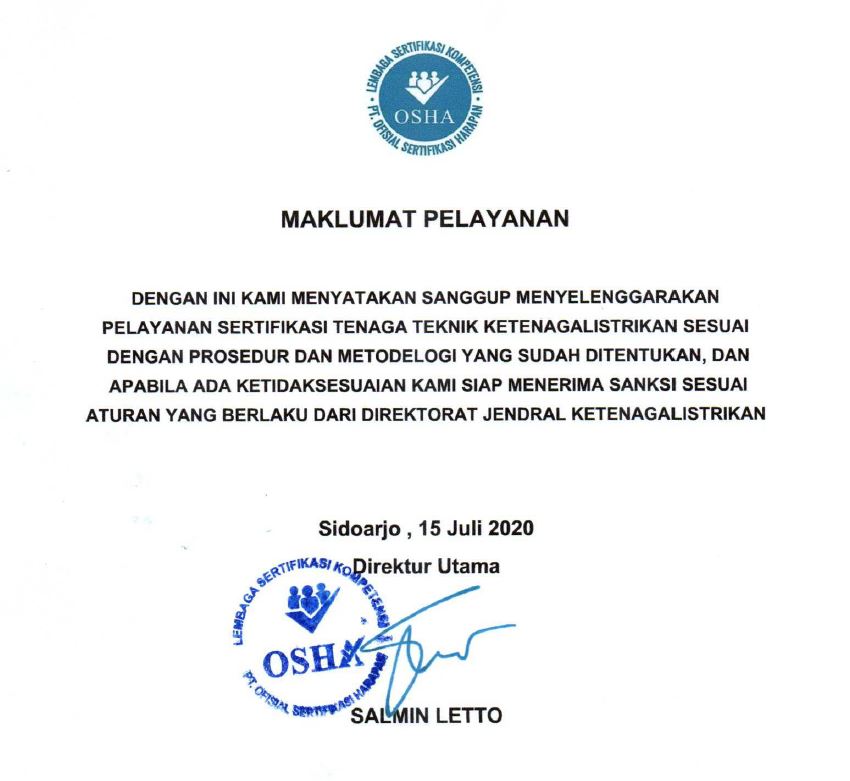 LEMBAGA SERTIFIKASI KOMPETENSI
OSHA
PT. OFISIAL SERTIFIKASI HARAPAN
MAKLUMAT PELAYANAN
DENGAN INI KAMI MENYATAKAN SANGGUP MENYELENGGARAKAN
PELAYANAN SERTIFIKASI TENAGA TEKNIK KETENAGALISTRIKAN SESUAI
DENGAN PROSEDUR DAN METODELOGI YANG SUDAH DITENTUKAN, DAN
APABILA ADA KETIDAKSESUAIAN KAMI SIAP MENERIMA SANKSI SESUAI
ATURAN YANG BERLAKU DARI DIREKTORAT JENDRAL KETENAGALISTRIKAN
Sidoarjo , 15 Juli 2020
Direktur Utama
LEMBAGA SERTIFIKASI KOMPETENSI
OSHA
PT. OFISIAL SERTIFIKASI HARAPAN
SALMIN LETTO